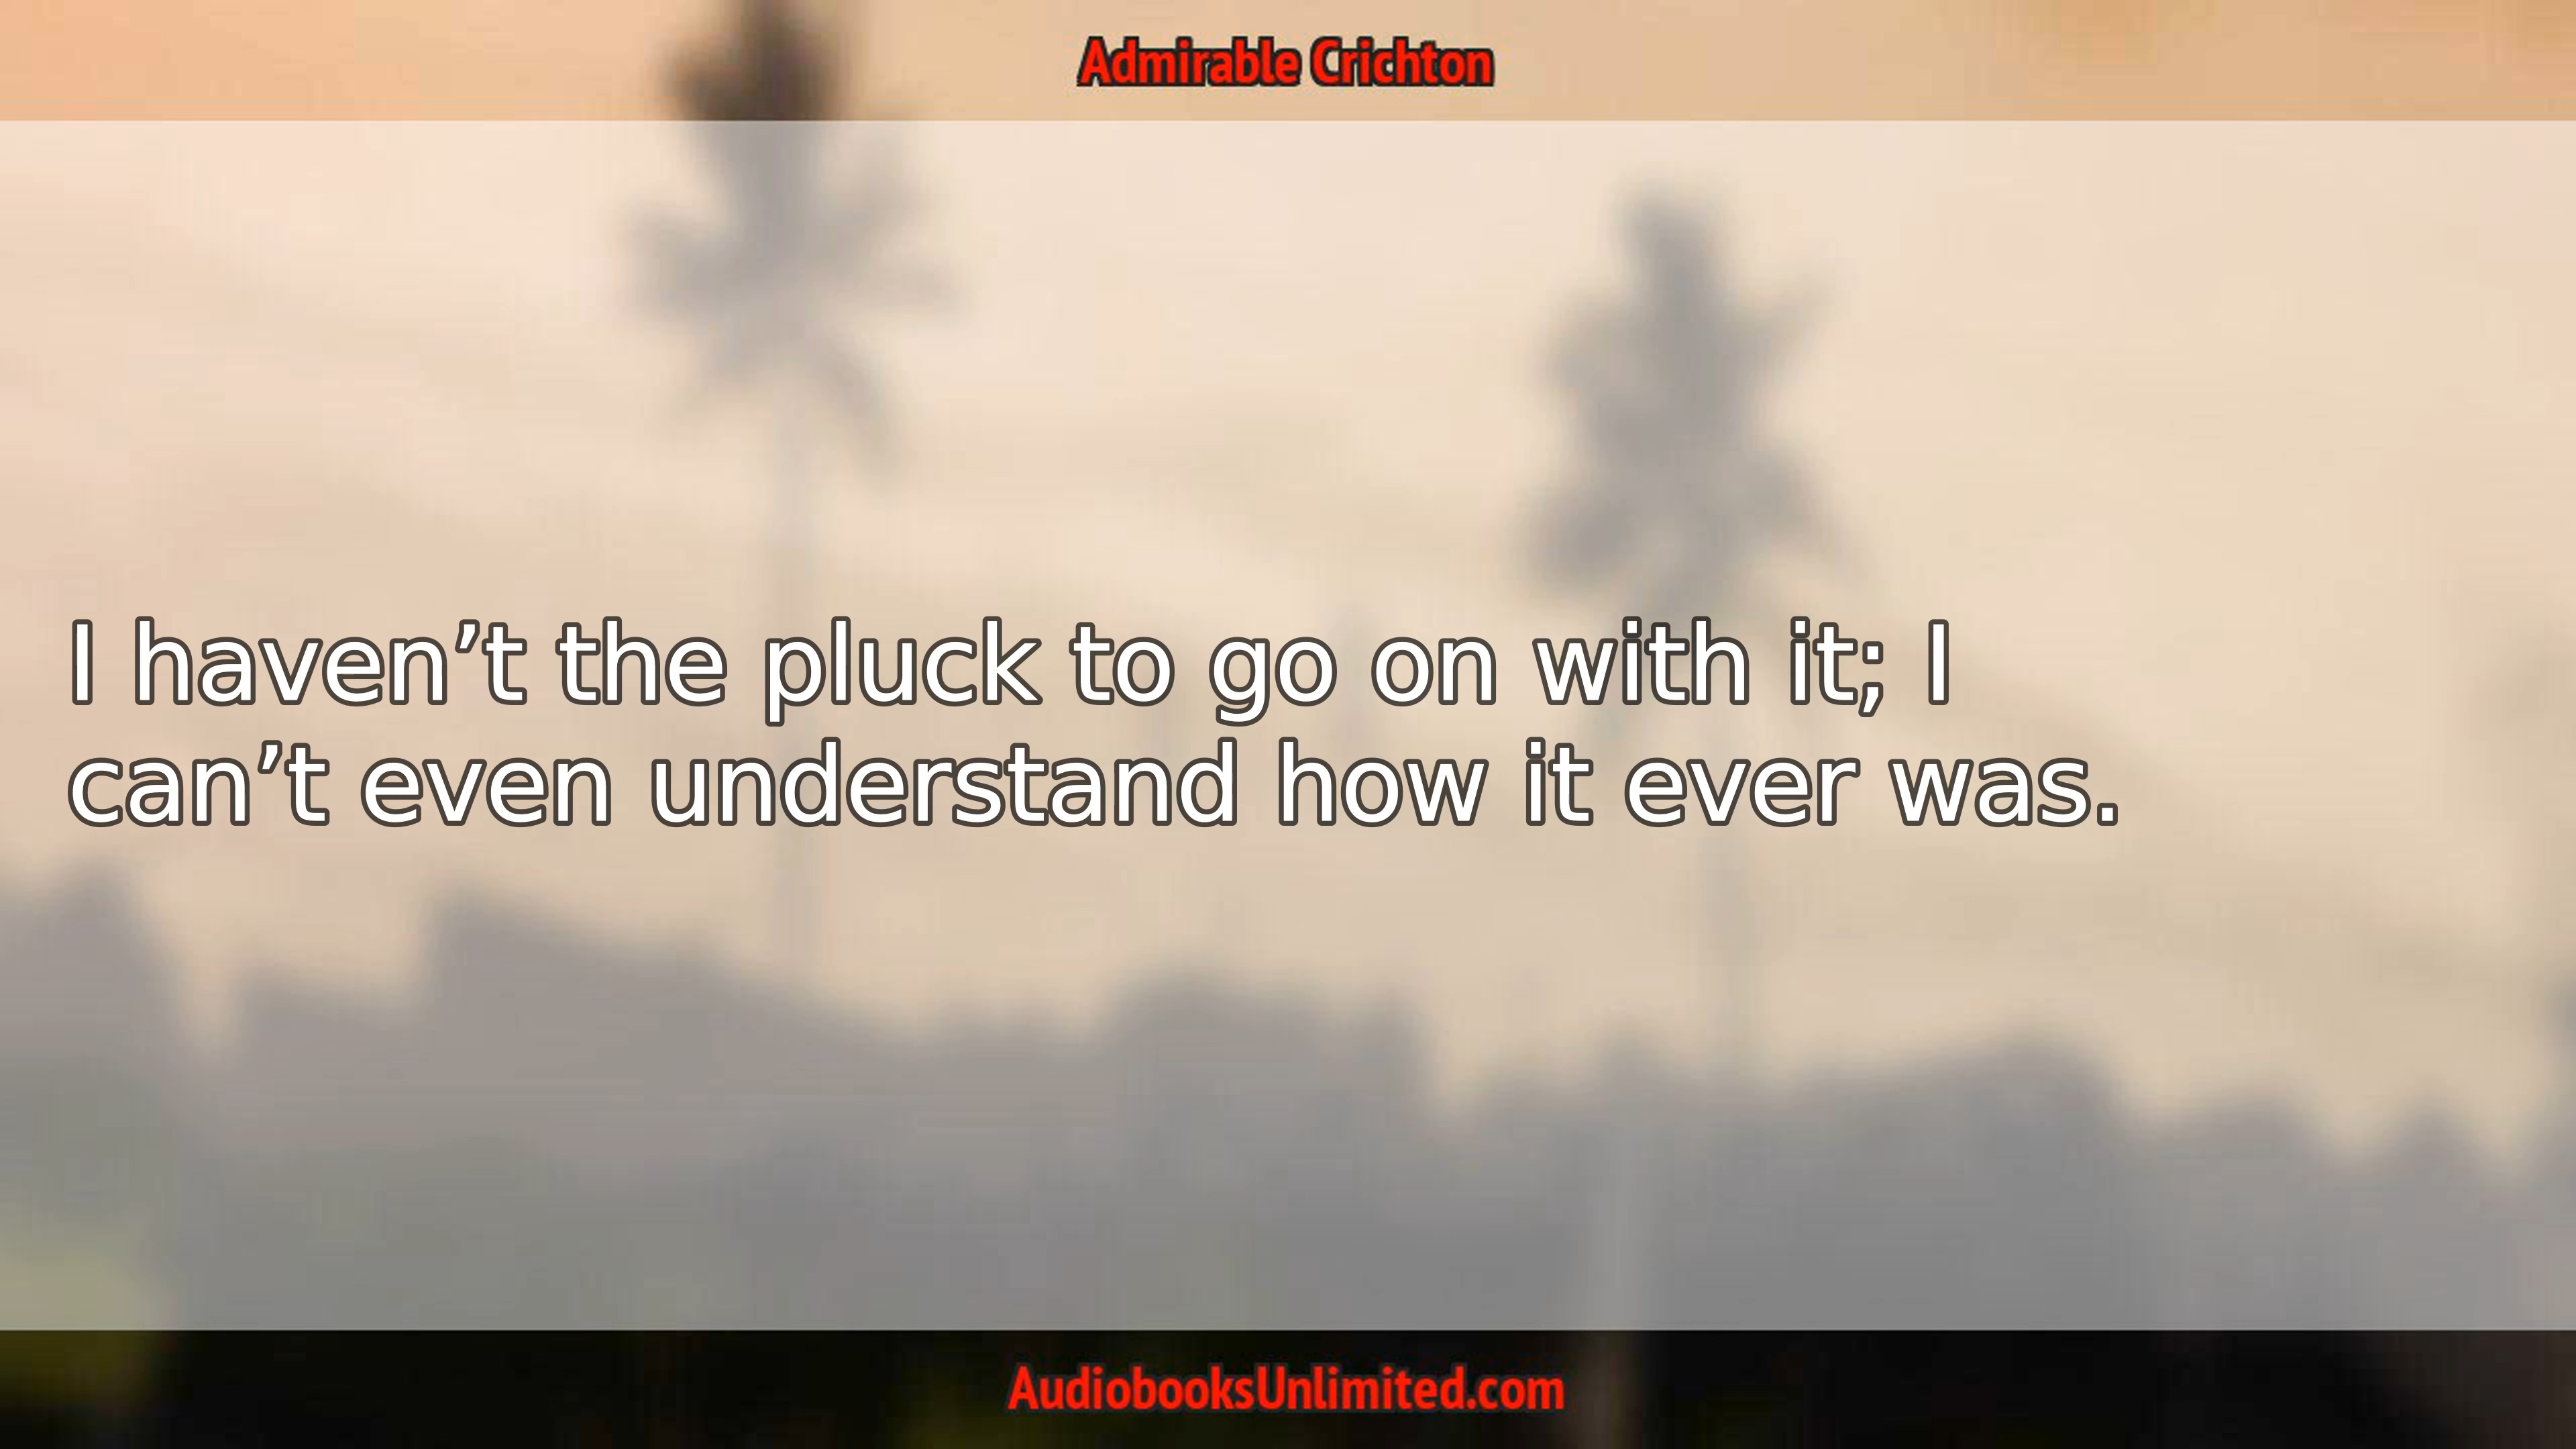 Admirable Crichton
I haven’t the pluck to go on with it; I
can’t even understand how it ever was.
AudiobooksUnlimited.com